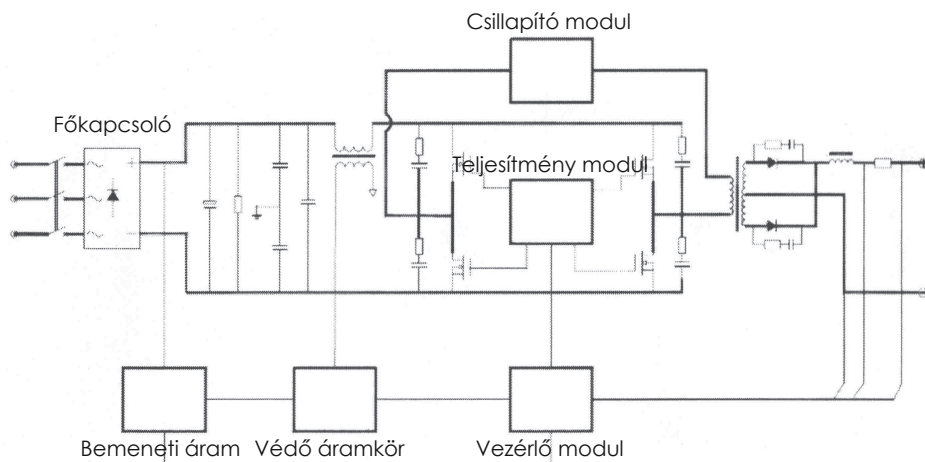 Csillapító modul
Főkapcsoló
Teljesítmény modul
Bemeneti áram
Védő áramkör
Vezérlő modul